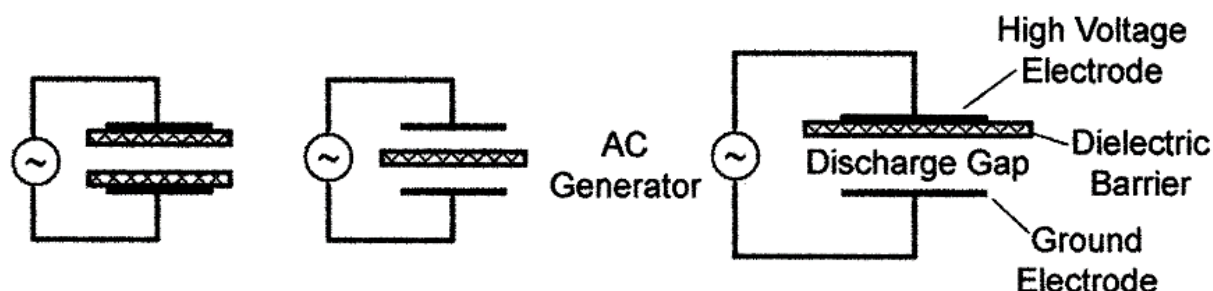 High Voltage
Electrode
AC
Generator
Discharge Gap
Dielectric
Barrier
Ground
Electrode